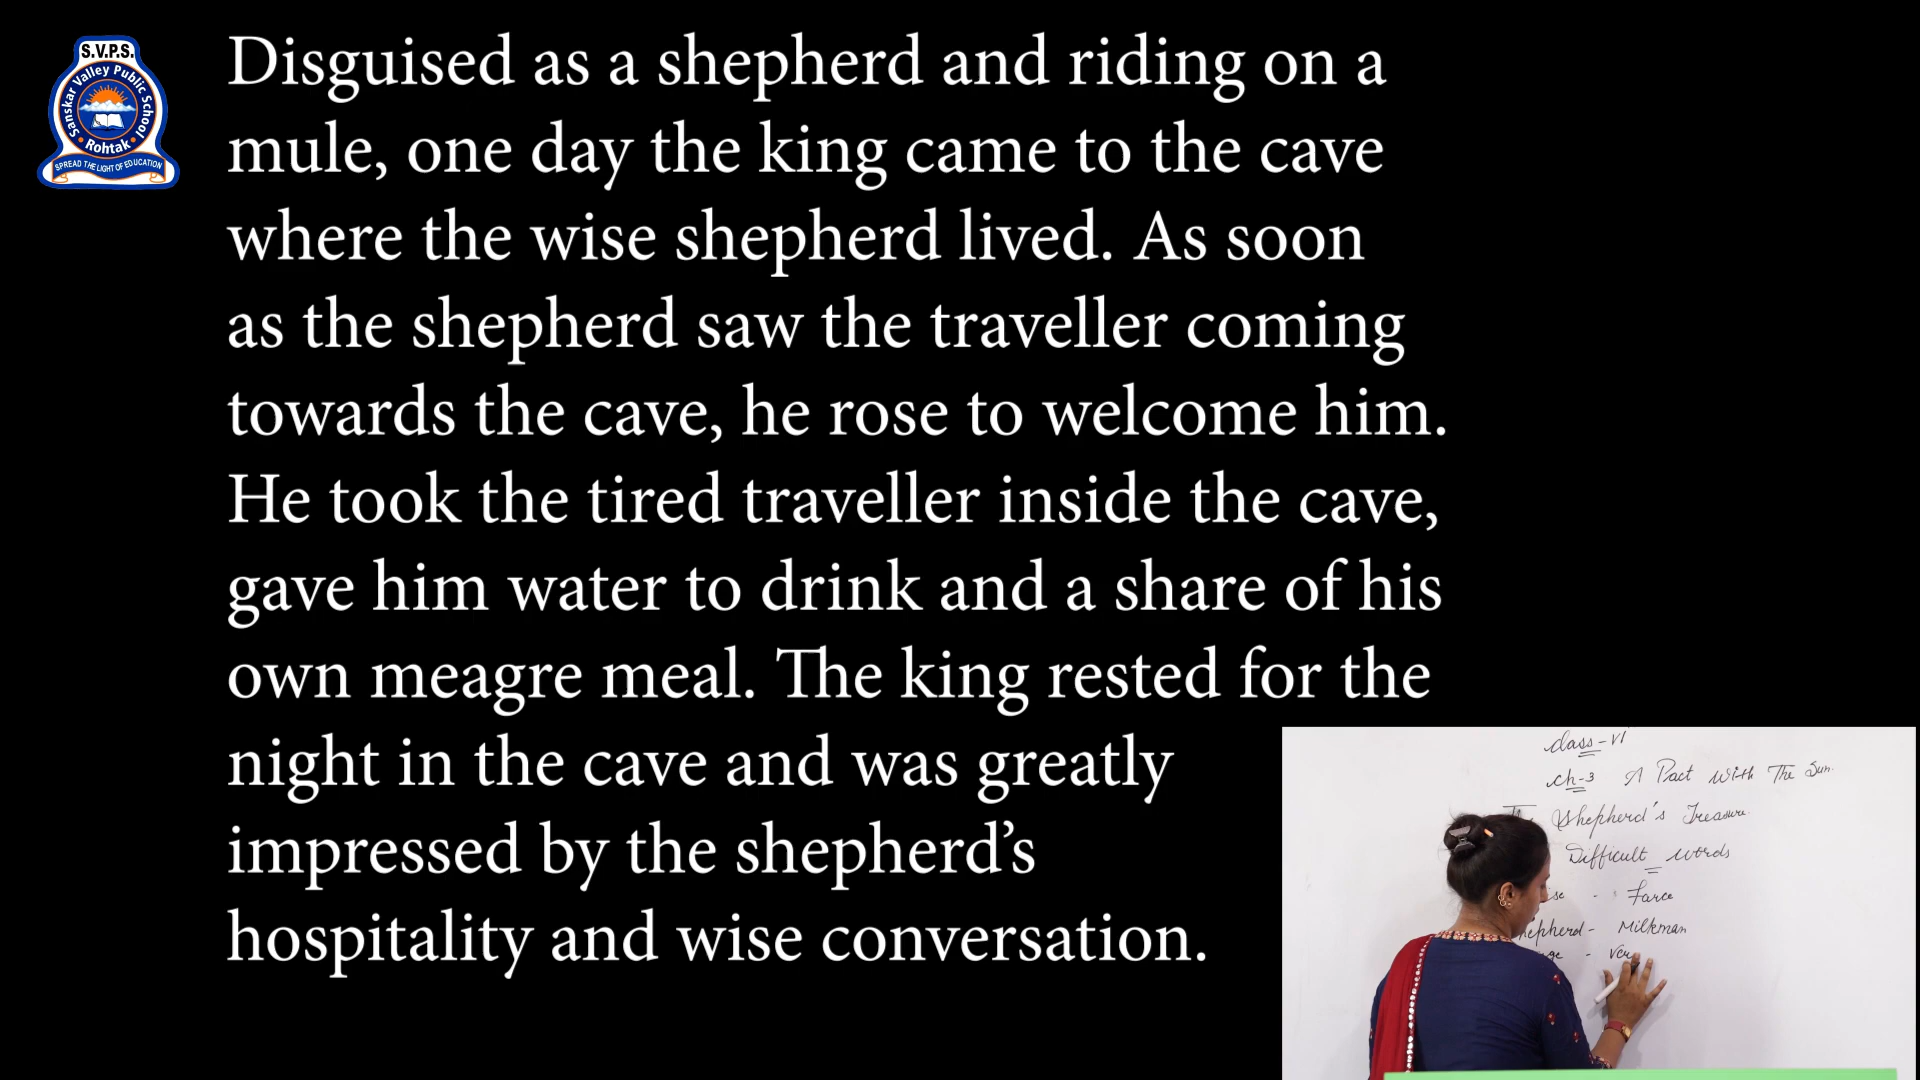 S.V.P.S.
Sanskar Valley Public School
Rohtak
SPREAD THE LIGHT OF EDUCATION
Disguised as a shepherd and riding on a
mule, one day the king came to the cave
where the wise shepherd lived. As soon
as the shepherd saw the traveller coming
towards the cave, he rose to welcome him.
He took the tired traveller inside the cave,
gave him water to drink and a share of his
own meagre meal. The king rested for the
night in the cave and was greatly
impressed by the shepherd’s
hospitality and wise conversation.
Class-VI
Ch-3 A Pact With The Sun.
Shepherd's Treasure
Difficult words
- Farce
- Milkman
-